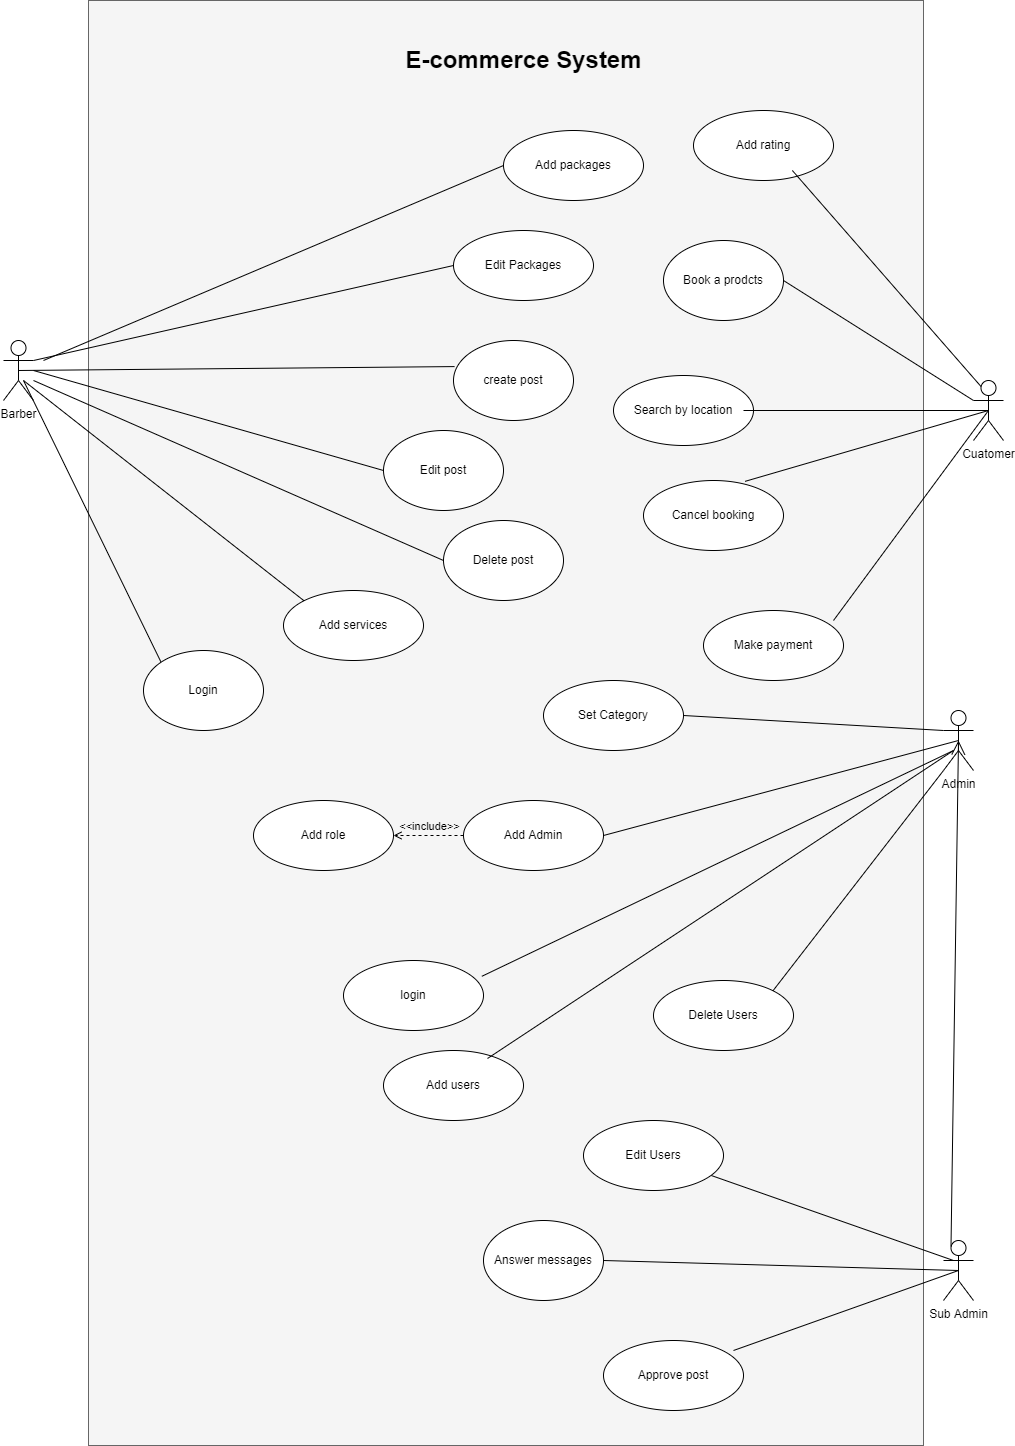 E-commerce System
Add rating
Add packages
Edit Packages
Book a prodcts
create post
Search by location
Barber
Cuatomer
Edit post
Cancel booking
Delete post
Add services
Make payment
Login
Set Category
Admin
<<include>>
Add role
Add Admin
login
Delete Users
Add users
Edit Users
Answer messages
Sub Admin
Approve post